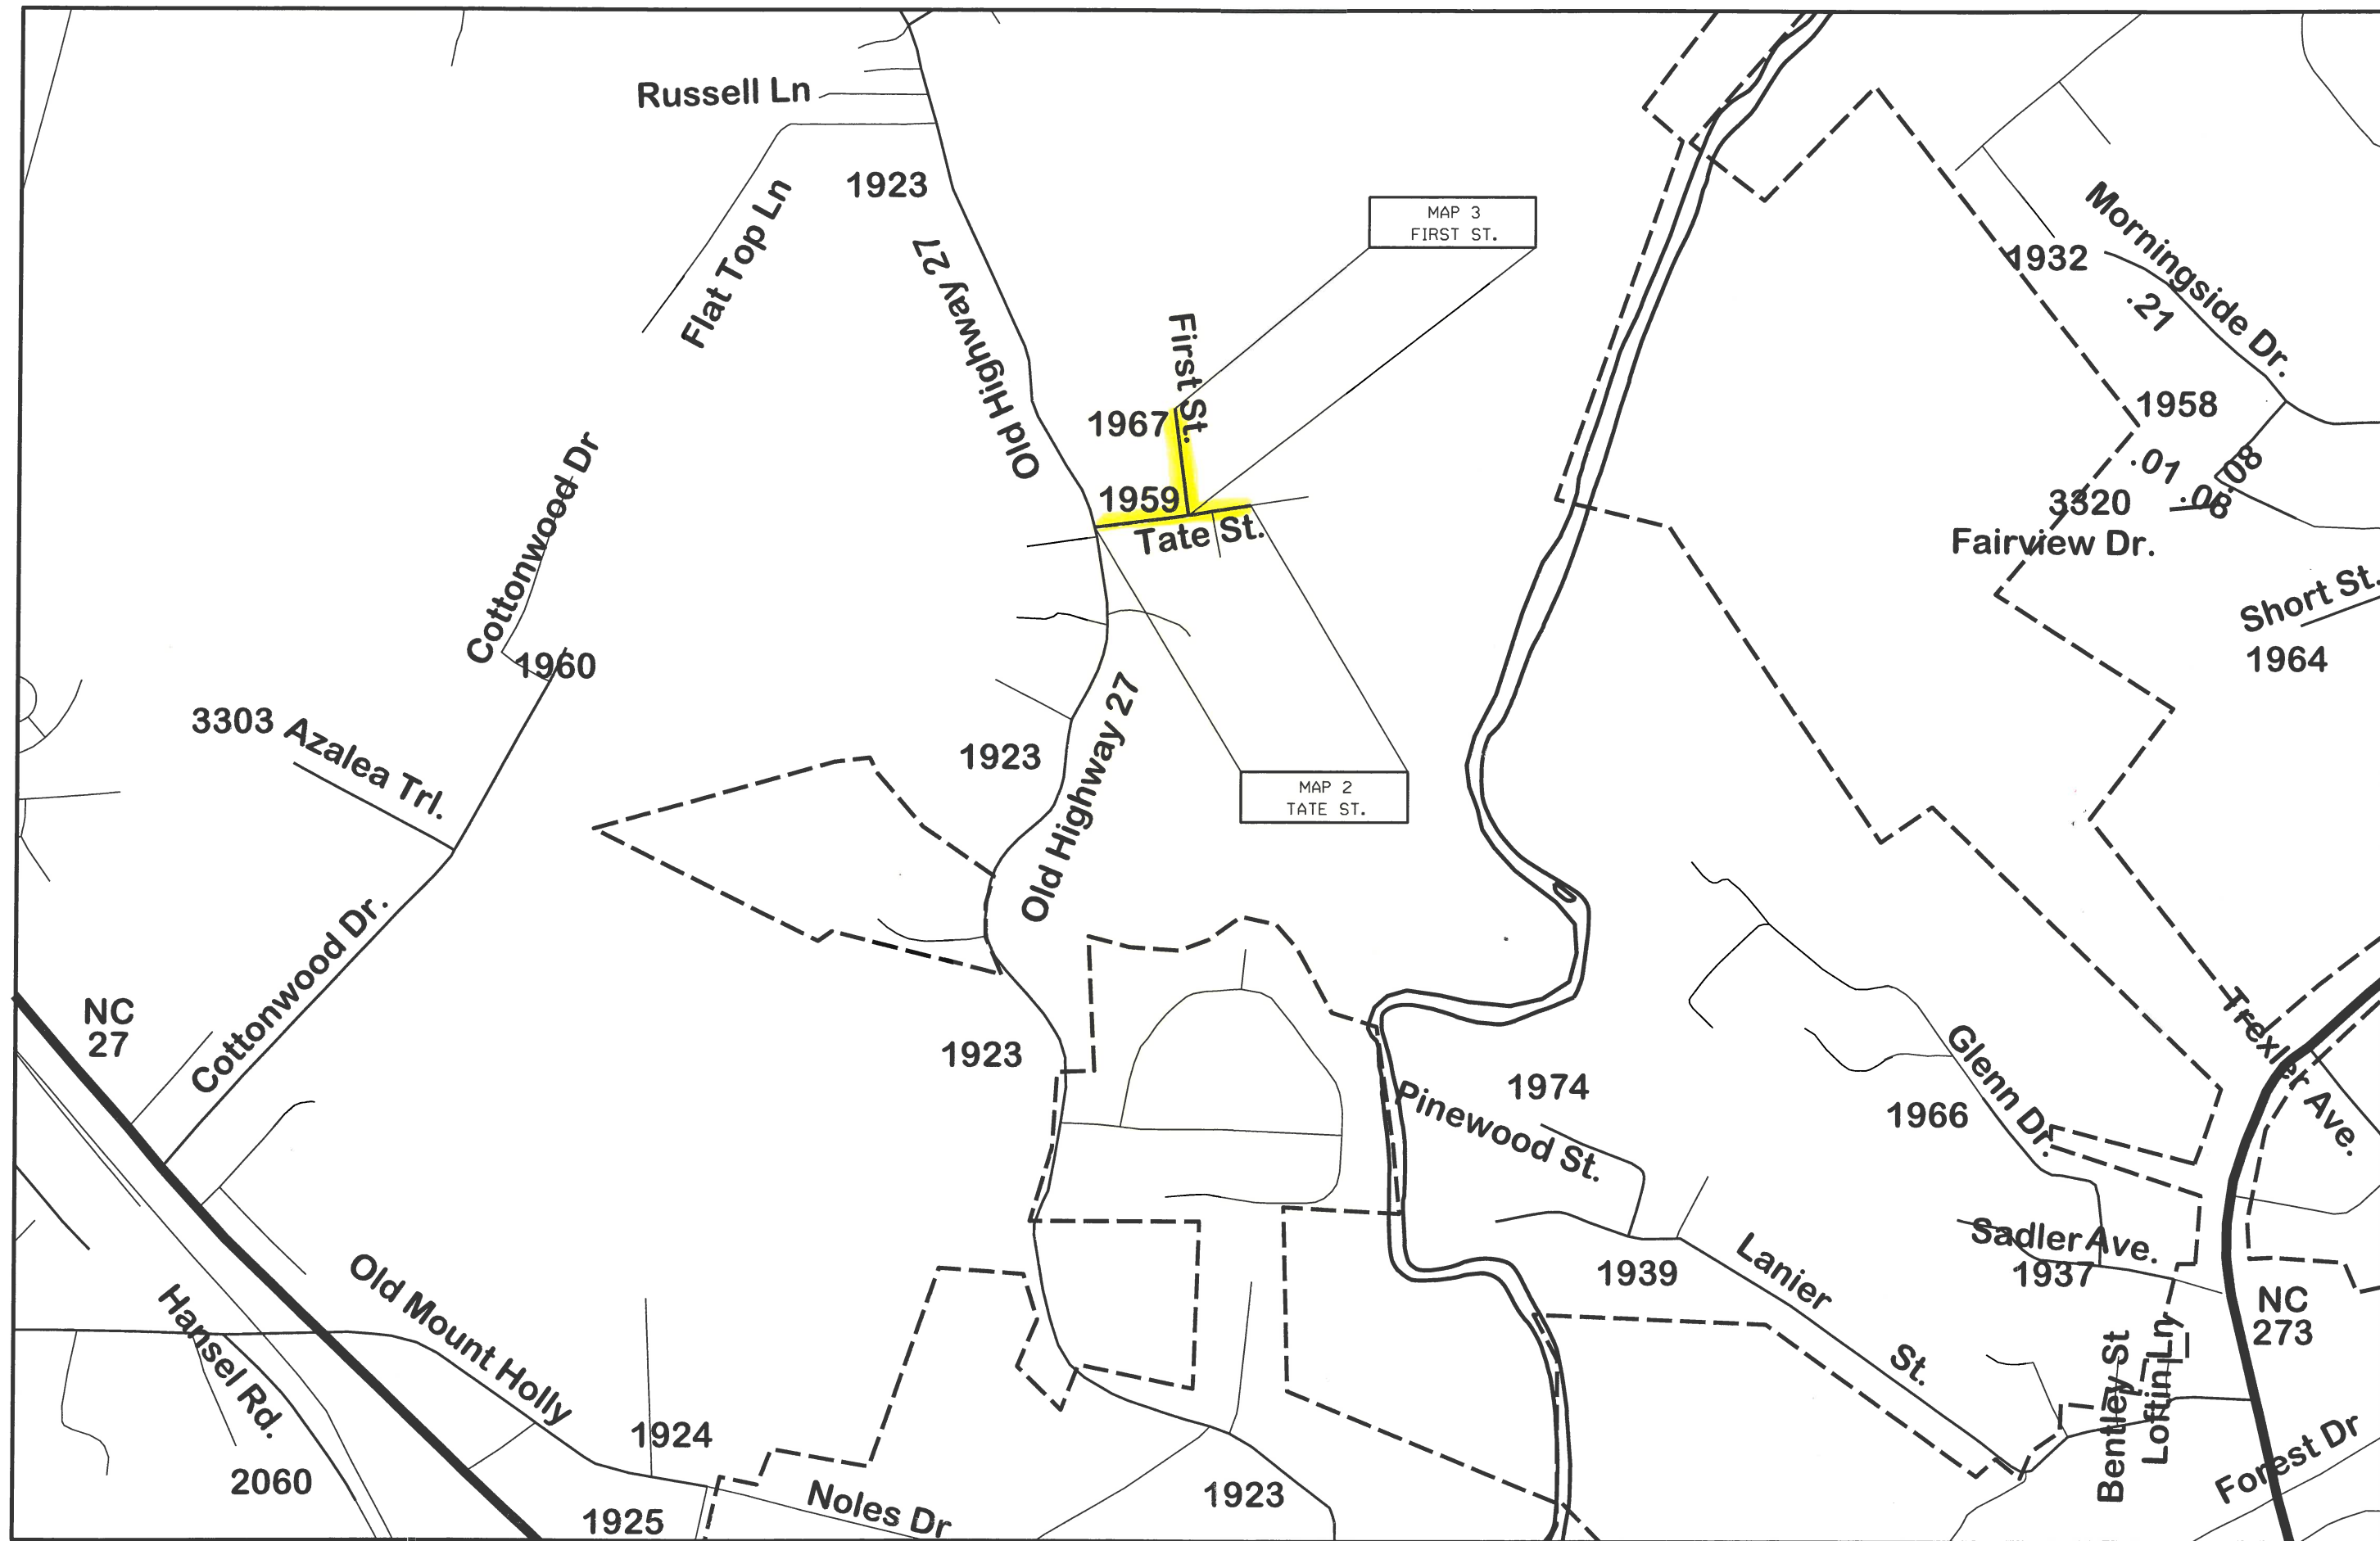 Russell Ln
1923
Flat Top Ln
Old Highway 27
MAP 3
FIRST ST.
First St.
1967
1959
Tate St.
Morningside Dr.
1932
.21
1958
.01
.08
.08
3320
Fairview Dr.
Short St.
1964
Cottonwood Dr
1960
3303
Azalea Trl.
1923
Old Highway 27
MAP 2
TATE ST.
Cottonwood Dr.
NC
27
1923
Trexler Ave.
Glenn Dr.
1974
Pinewood St.
1966
Sadler Ave.
1937
1939
Lanier
St.
NC
273
Old Mount Holly
Hansel Rd.
Bentley St
Loftin Ln
Forest Dr
1924
2060
Noles Dr
1925
1923